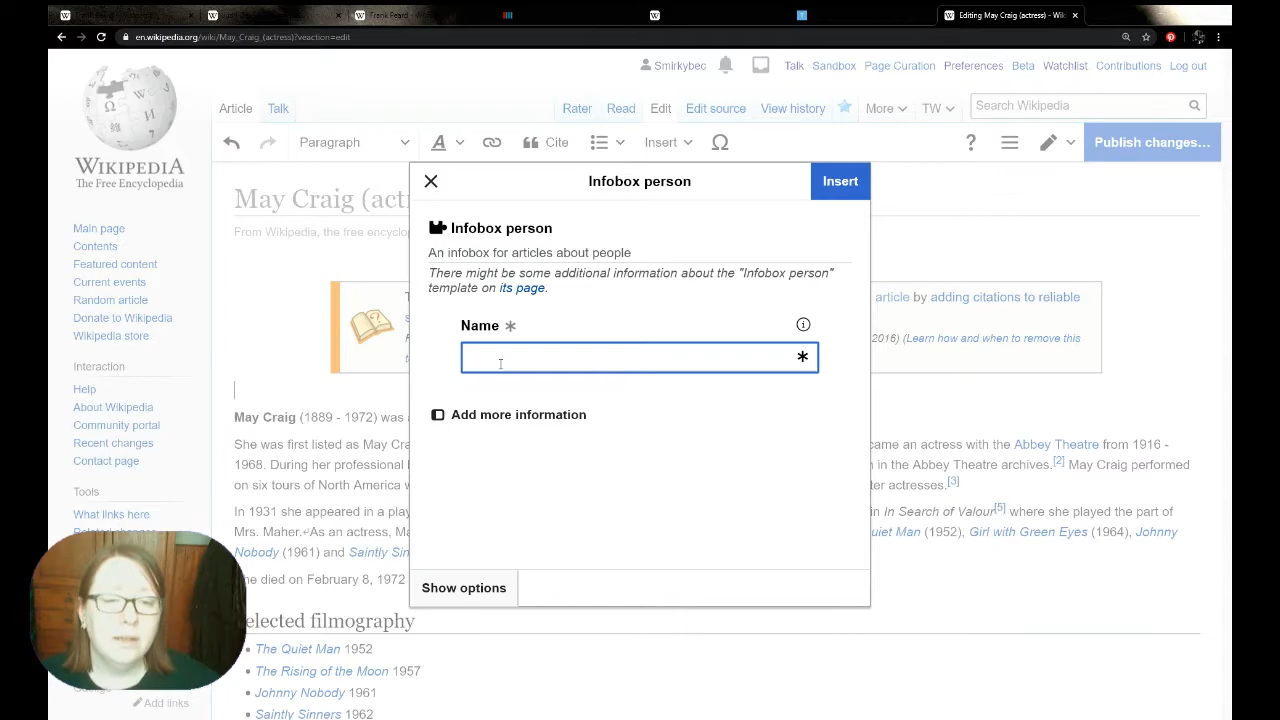 Frank Peard
Frank Peard
Editing May Craig (actress) - Wi
en.wikipedia.org/wiki/May_Craig_(actress)?veaction=edit
Smirkybec Talk Sandbox Page Curation Preferences Beta Watchlist Contributions Log out
Article Talk Rater Read Edit Edit source View history More TW Search Wikipedia
Paragraph A Cite Insert Ω ? Publish changes…
WIKIPEDIA
The Free Encyclopedia
Main page
Contents
Featured content
Current events
Random article
Donate to Wikipedia
Wikipedia store
Interaction
Help
About Wikipedia
Community portal
Recent changes
Contact page
Tools
What links here
Add links
May Craig (act
From Wikipedia, the free encyclo
article by adding citations to reliable
2016) (Learn how and when to remove this
Infobox person Insert
Infobox person
An infobox for articles about people
There might be some additional information about the "Infobox person"
template on its page.
Name
Add more information
Show options
May Craig (1889 - 1972) was
She was first listed as May Cra came an actress with the Abbey Theatre from 1916 -
1968. During her professional in the Abbey Theatre archives.[2] May Craig performed
on six tours of North America w ter actresses.[3]
In 1931 she appeared in a play in In Search of Valour[5] where she played the part of
Mrs. Maher.↵As an actress, Ma uiet Man (1952), Girl with Green Eyes (1964), Johnny
Nobody (1961) and Saintly Sin
he died on February 8, 1972
elected filmography
The Quiet Man 1952
The Rising of the Moon 1957
Johnny Nobody 1961
Saintly Sinners 1962